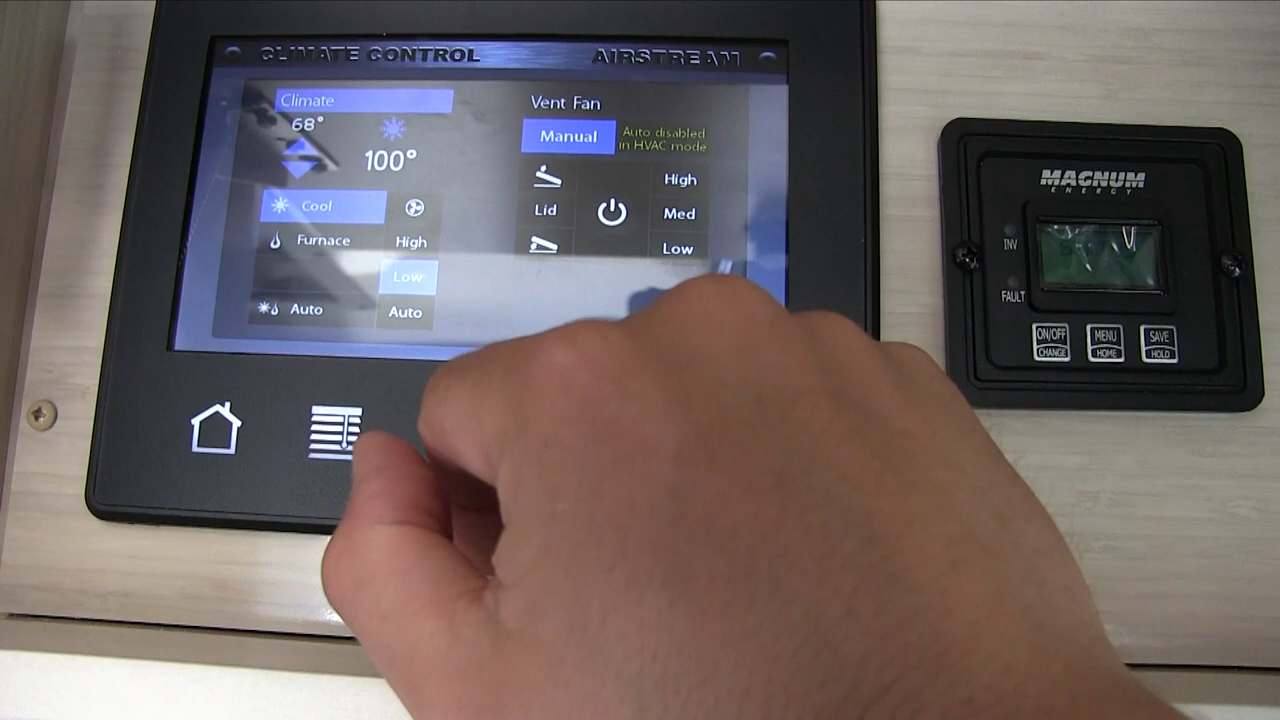 CLIMATE CONTROL
AIRSTREAM
Climate
68°
100°
Cool
Furnace
High
Low
Auto
Auto
Vent Fan
Manual
Auto disabled
in HVAC mode
High
Lid
Med
Low
MAGNUM
ENERGY
INV
FAULT
ON/OFF
CHANGE
MENU
HOME
SAVE
HOLD